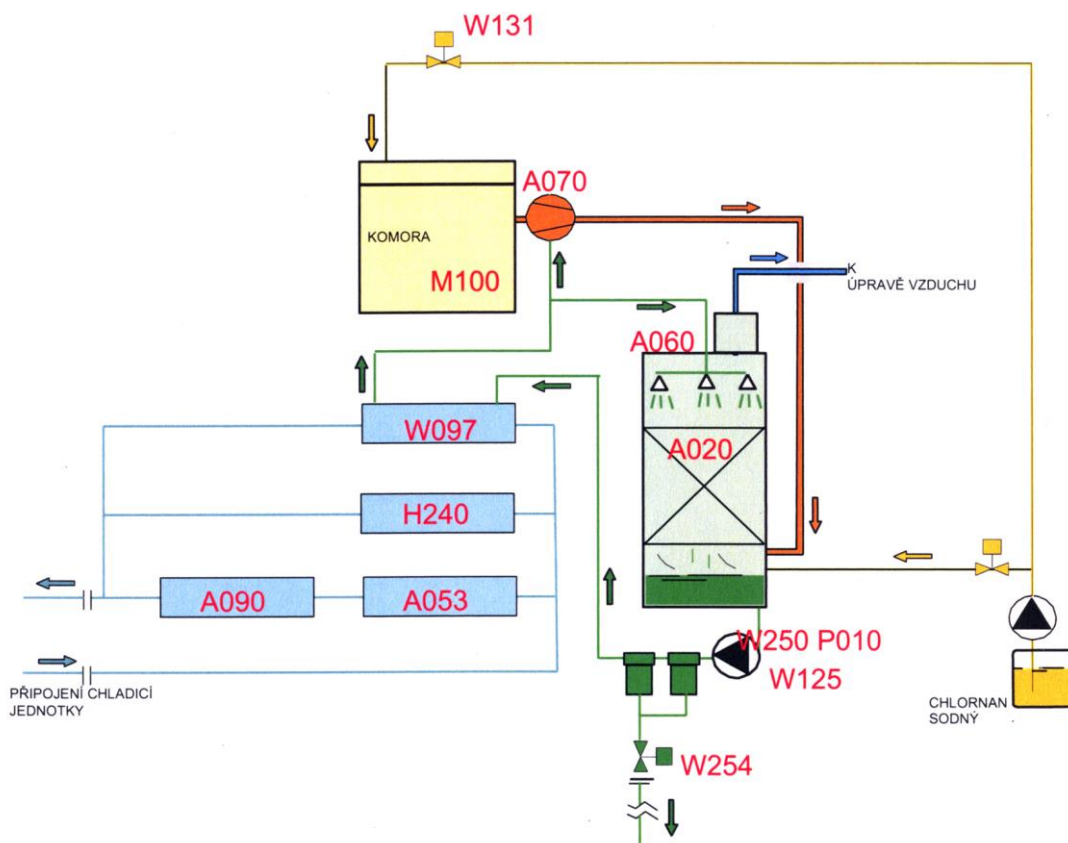 W131
A070
KOMORA
M100
K
ÚPRAVĚ VZDUCHU
A060
W097
A020
H240
A090
A053
W250 P010
W125
PŘIPOJENÍ CHLADICÍ
JEDNOTKY
CHLORNAN
SODNÝ
W254